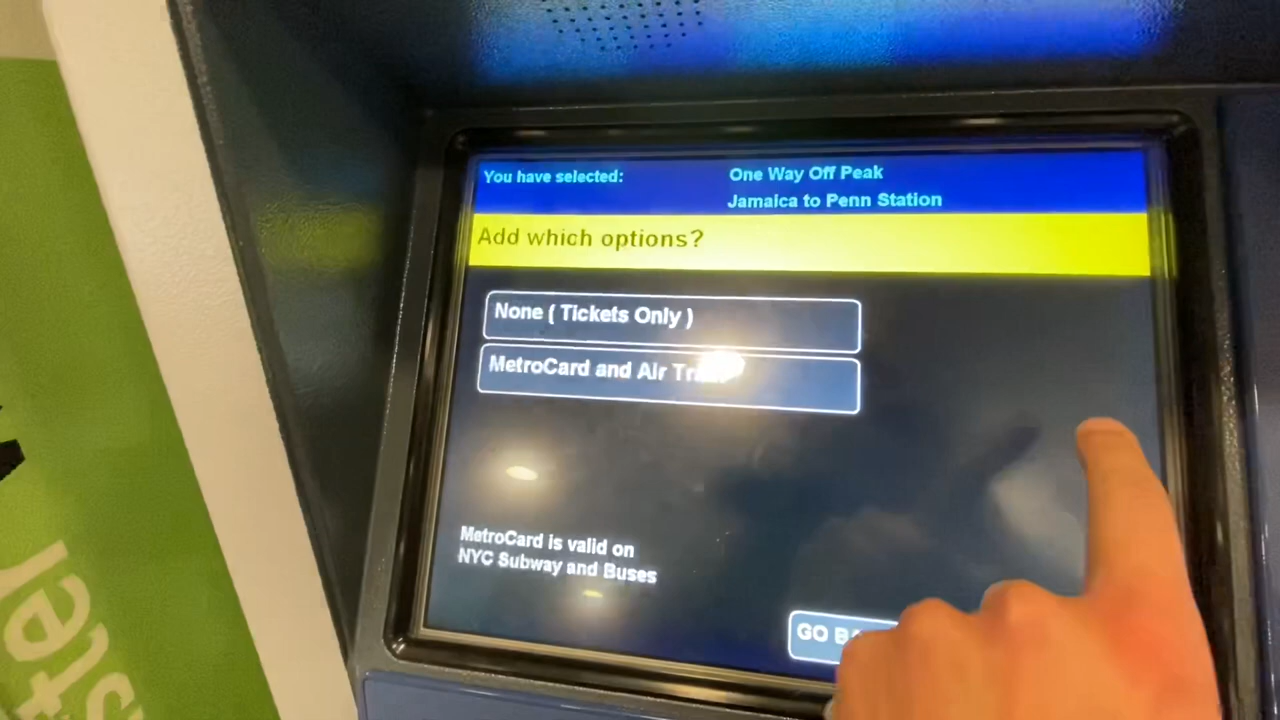 You have selected:
One Way Off Peak
Jamaica to Penn Station
Add which options?
None ( Tickets Only )
MetroCard and Air
MetroCard is valid on
NYC Subway and Buses
GO